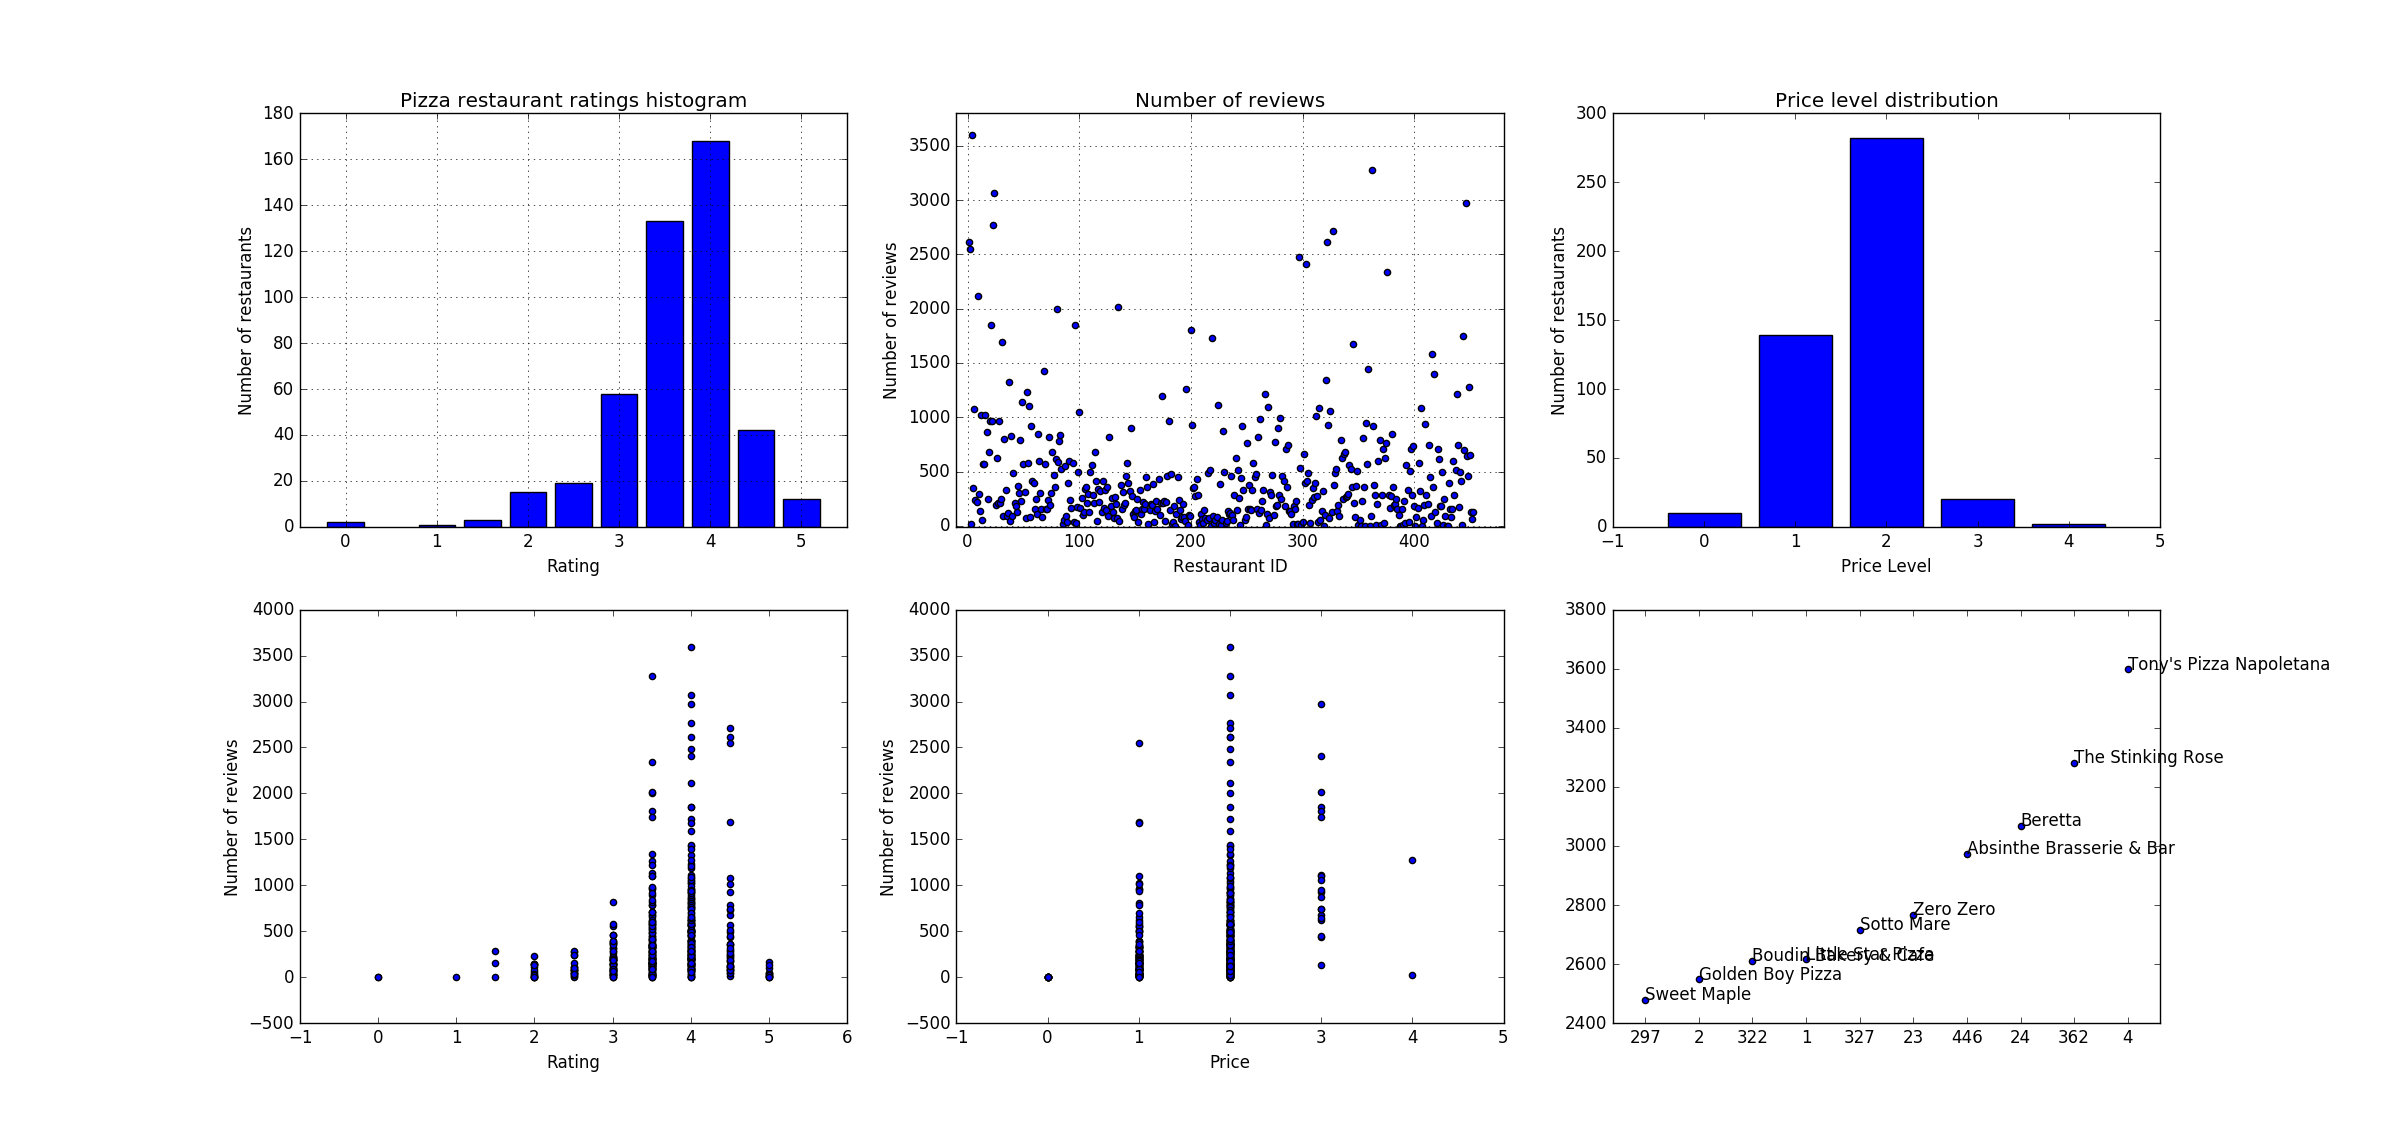 Pizza restaurant ratings histogram
Number of restaurants
180
160
140
120
100
80
60
40
20
0
0 1 2 3 4 5
Rating
Number of reviews
Number of reviews
3500
3000
2500
2000
1500
1000
500
0
0 100 200 300 400
Restaurant ID
Price level distribution
Number of restaurants
300
250
200
150
100
50
0
−1 0 1 2 3 4 5
Price Level
Number of reviews
4000
3500
3000
2500
2000
1500
1000
500
0
−500
−1 0 1 2 3 4 5 6
Rating
Number of reviews
4000
3500
3000
2500
2000
1500
1000
500
0
−500
−1 0 1 2 3 4 5
Price
3800
3600
3400
3200
3000
2800
2600
2400
Tony's Pizza Napoletana
The Stinking Rose
Beretta
Absinthe Brasserie & Bar
Zero Zero
Sotto Mare
Boudin Bakery & Cafe
Little Star Pizza
Golden Boy Pizza
Sweet Maple
297 2 322 1 327 23 446 24 362 4